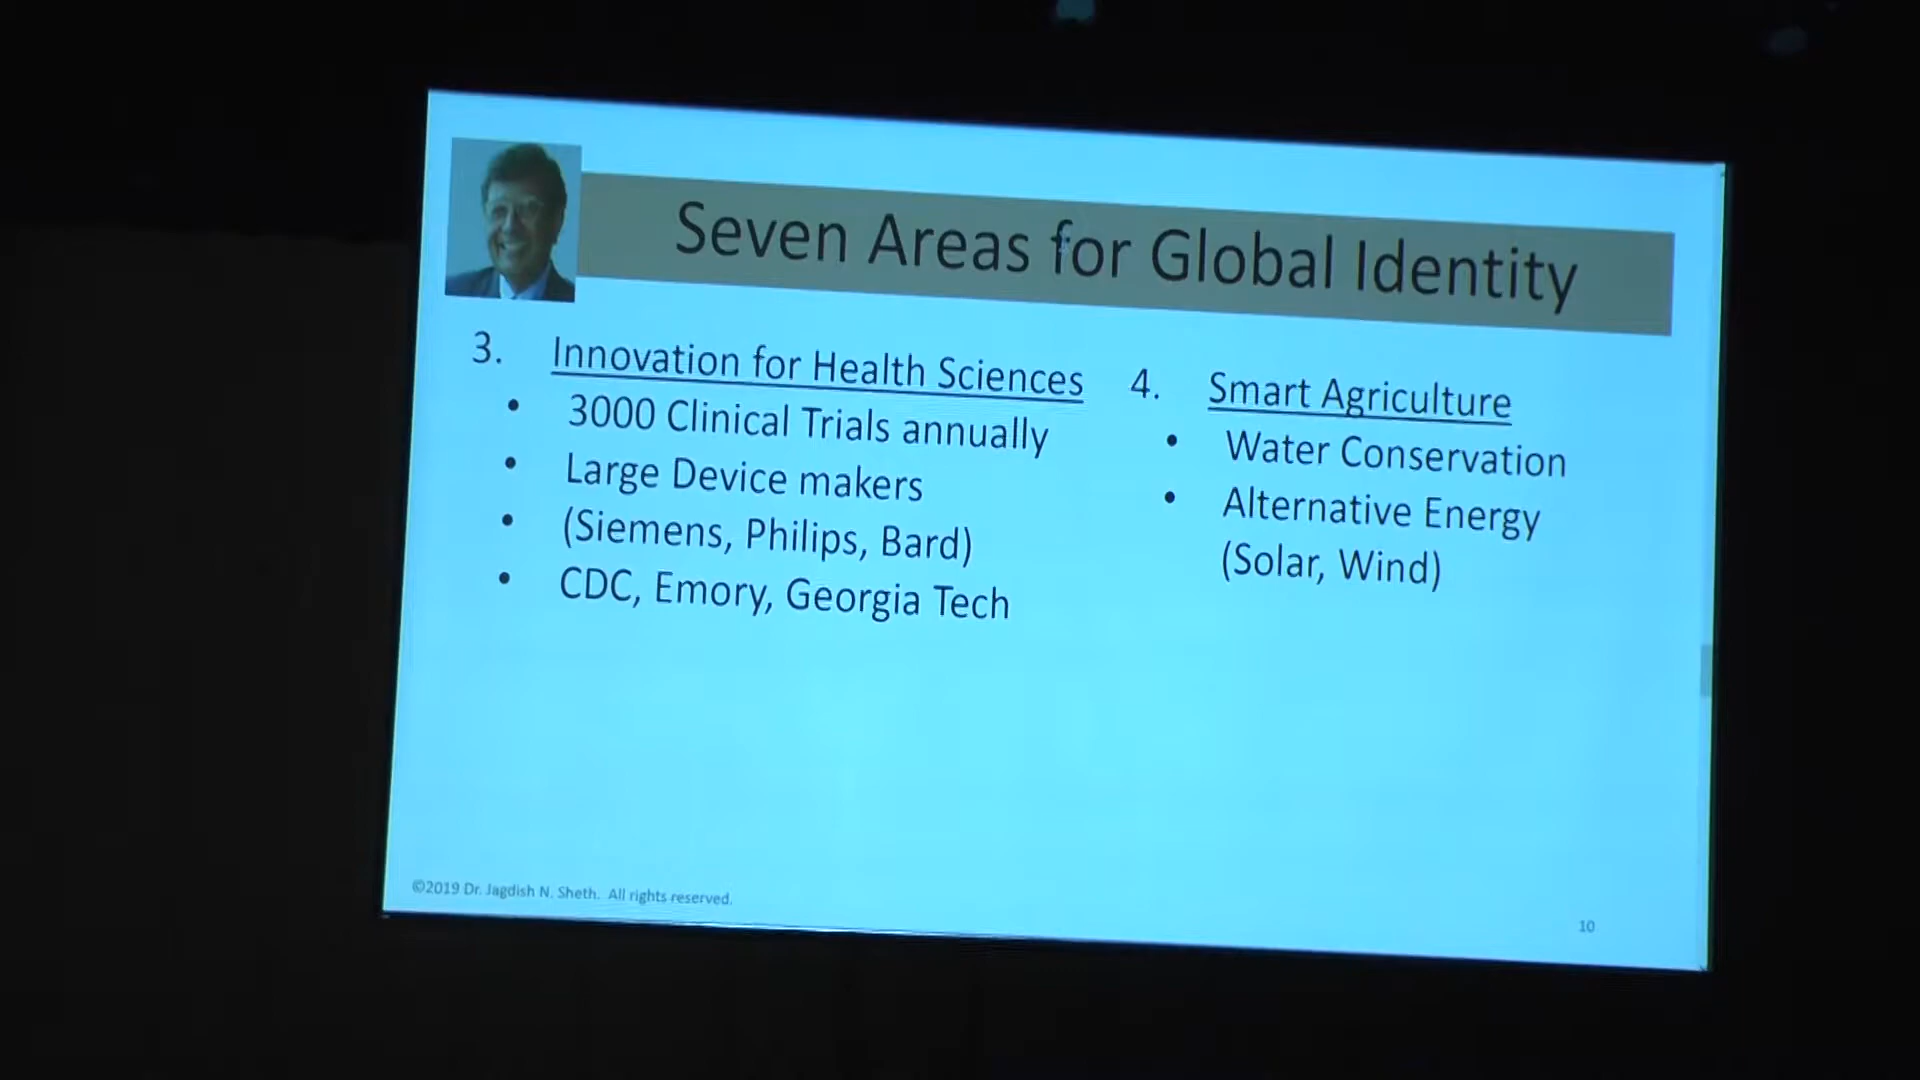 Seven Areas for Global Identity
3. Innovation for Health Sciences
• 3000 Clinical Trials annually
• Large Device makers
• (Siemens, Philips, Bard)
• CDC, Emory, Georgia Tech
4. Smart Agriculture
• Water Conservation
• Alternative Energy
(Solar, Wind)
©2019 Dr. Jagdish N. Sheth. All rights reserved.
10